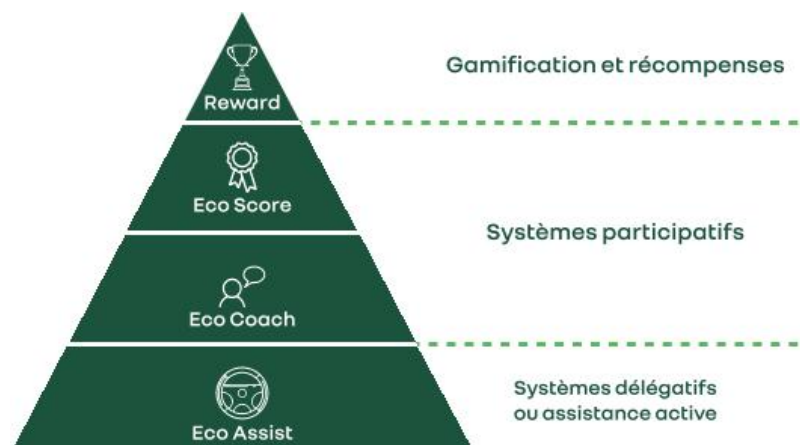 Reward
Gamification et récompenses
Eco Score
Systèmes participatifs
Eco Coach
Eco Assist
Systèmes délégatifs
ou assistance active